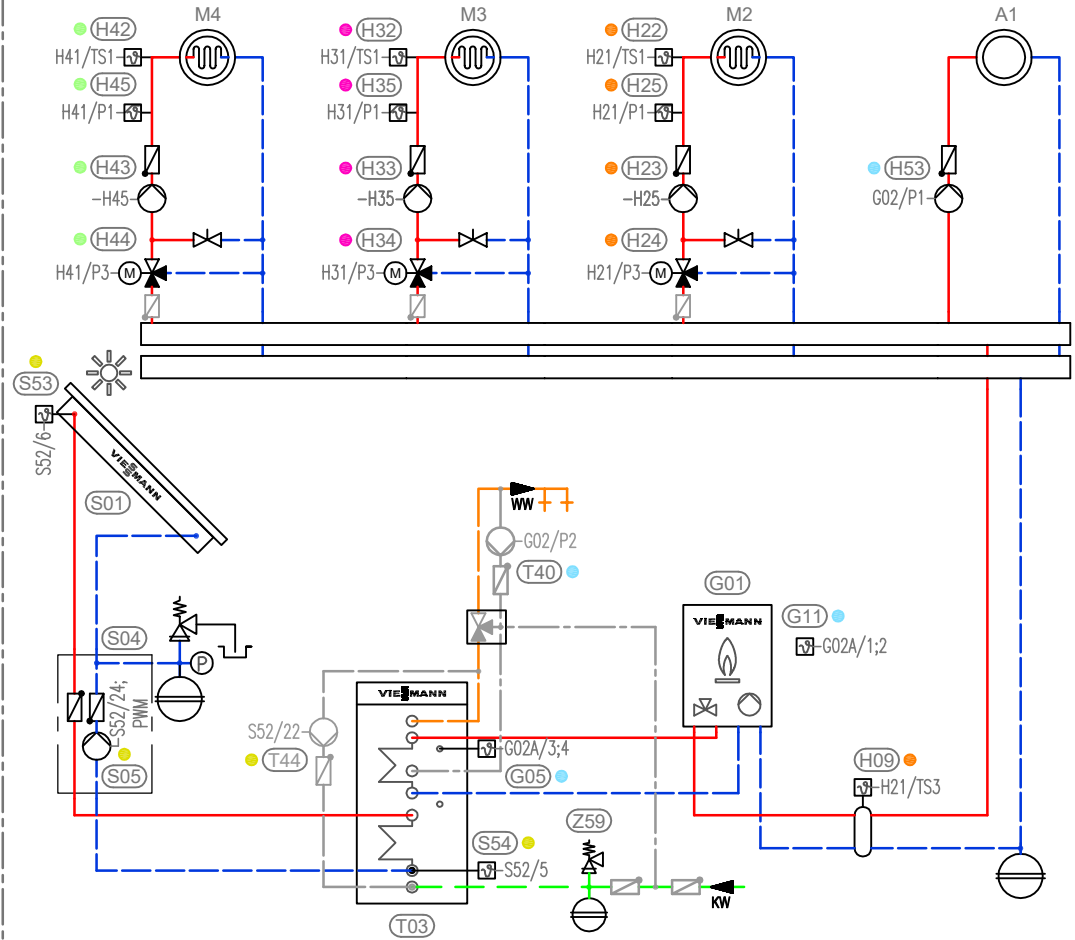 M4 M3 M2 A1
H42 H32 H22
H41/TS1 H31/TS1 H21/TS1
H45 H35 H25
H41/P1 H31/P1 H21/P1
H43 H33 H23 H53
H45 H35 H25 G02/P1
H44 H34 H24
H41/P3 M H31/P3 M H21/P3 M
S53
S52/6
VIESSMANN
S01
WW
G02/P2
T40
G01
VIESMANN
G11
G02A/1;2
S04
P
S52/24;
PWM
S05
VIESMANN
S52/22
T44
G02A/3;4
G05
H09
H21/TS3
Z59
S54
S52/5
KW
T03